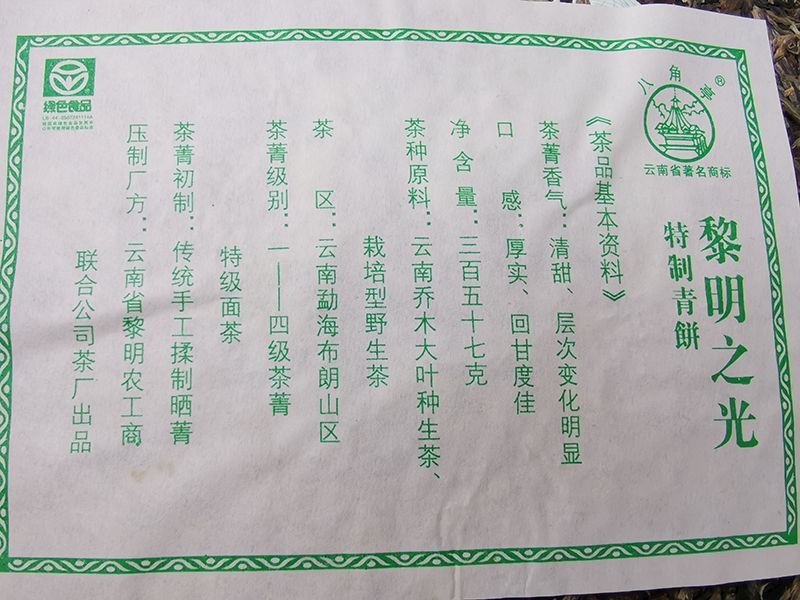 八角亭®
云南省著名商标
黎明之光
特制青餅
《茶品基本资料》
茶菁香气：清甜、层次变化明显
口感：厚实、回甘度佳
净含量：三百五十七克
茶种原料：云南乔木大叶种生茶、
栽培型野生茶
茶区：云南勐海布朗山区
茶菁级别：一——四级茶菁
特级面茶
茶菁初制：传统手工揉制晒菁
压制厂方：云南省黎明农工商
联合公司茶厂出品
绿色食品